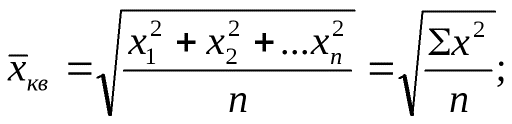 x̅кв = √((x₁² + x₂² + ...xₙ²) / n) = √(Σx² / n);